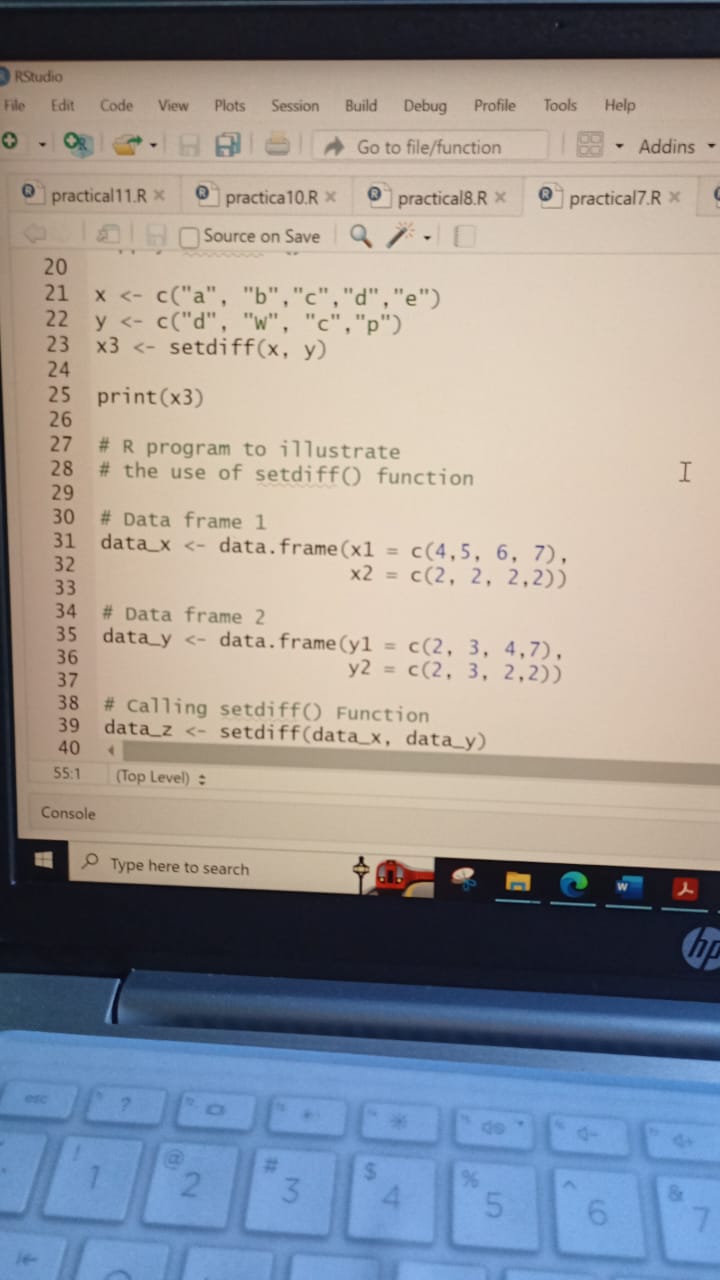 RStudio
File Edit Code View Plots Session Build Debug Profile Tools Help
Go to file/function Addins
practical11.R practica10.R practical8.R practical7.R
Source on Save
20
21 x <- c("a", "b","c","d","e")
22 y <- c("d", "W", "c","p")
23 x3 <- setdiff(x, y)
24
25 print(x3)
26
27 # R program to illustrate
28 # the use of setdiff() function
29
30 # Data frame 1
31 data_x <- data.frame(x1 = c(4,5, 6, 7),
32 x2 = c(2, 2, 2,2))
33
34 # Data frame 2
35 data_y <- data.frame(y1 = c(2, 3, 4,7),
36 y2 = c(2, 3, 2,2))
37
38 # Calling setdiff() Function
39 data_z <- setdiff(data_x, data_y)
40
55:1 (Top Level)
Console
Type here to search
hp
esc ?
! 1 @ 2 # 3 $ 4 % 5 ^ 6 & 7